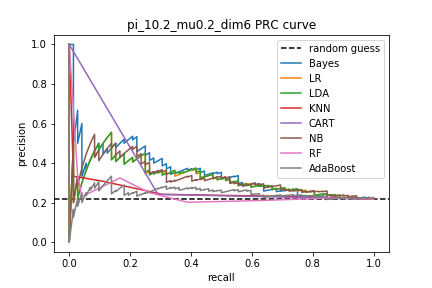 pi_10.2_mu0.2_dim6 PRC curve
1.0
0.8
0.6
0.4
0.2
0.0
precision
random guess
Bayes
LR
LDA
KNN
CART
NB
RF
AdaBoost
0.0 0.2 0.4 0.6 0.8 1.0
recall